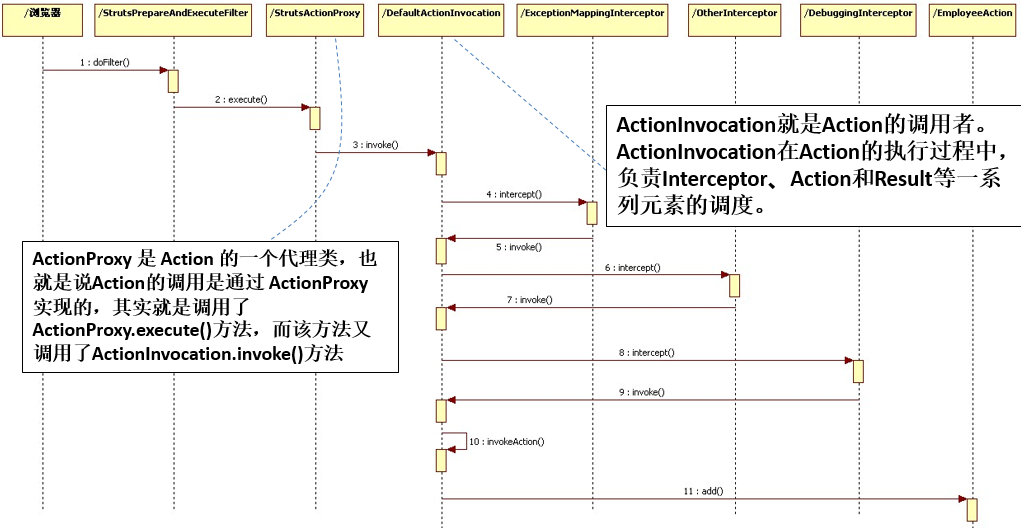 /浏览器
/StrutsPrepareAndExecuteFilter
/StrutsActionProxy
/DefaultActionInvocation
/ExceptionMappingInterceptor
/OtherInterceptor
/DebuggingInterceptor
/EmployeeAction
1 : doFilter()
2 : execute()
3 : invoke()
ActionInvocation就是Action的调用者。
ActionInvocation在Action的执行过程中，
负责Interceptor、Action和Result等一系
列元素的调度。
4 : intercept()
5 : invoke()
ActionProxy 是 Action 的一个代理类，也
就是说Action的调用是通过 ActionProxy
实现的，其实就是调用了
ActionProxy.execute()方法，而该方法又
调用了ActionInvocation.invoke()方法
6 : intercept()
7 : invoke()
8 : intercept()
9 : invoke()
10 : invokeAction()
11 : add()